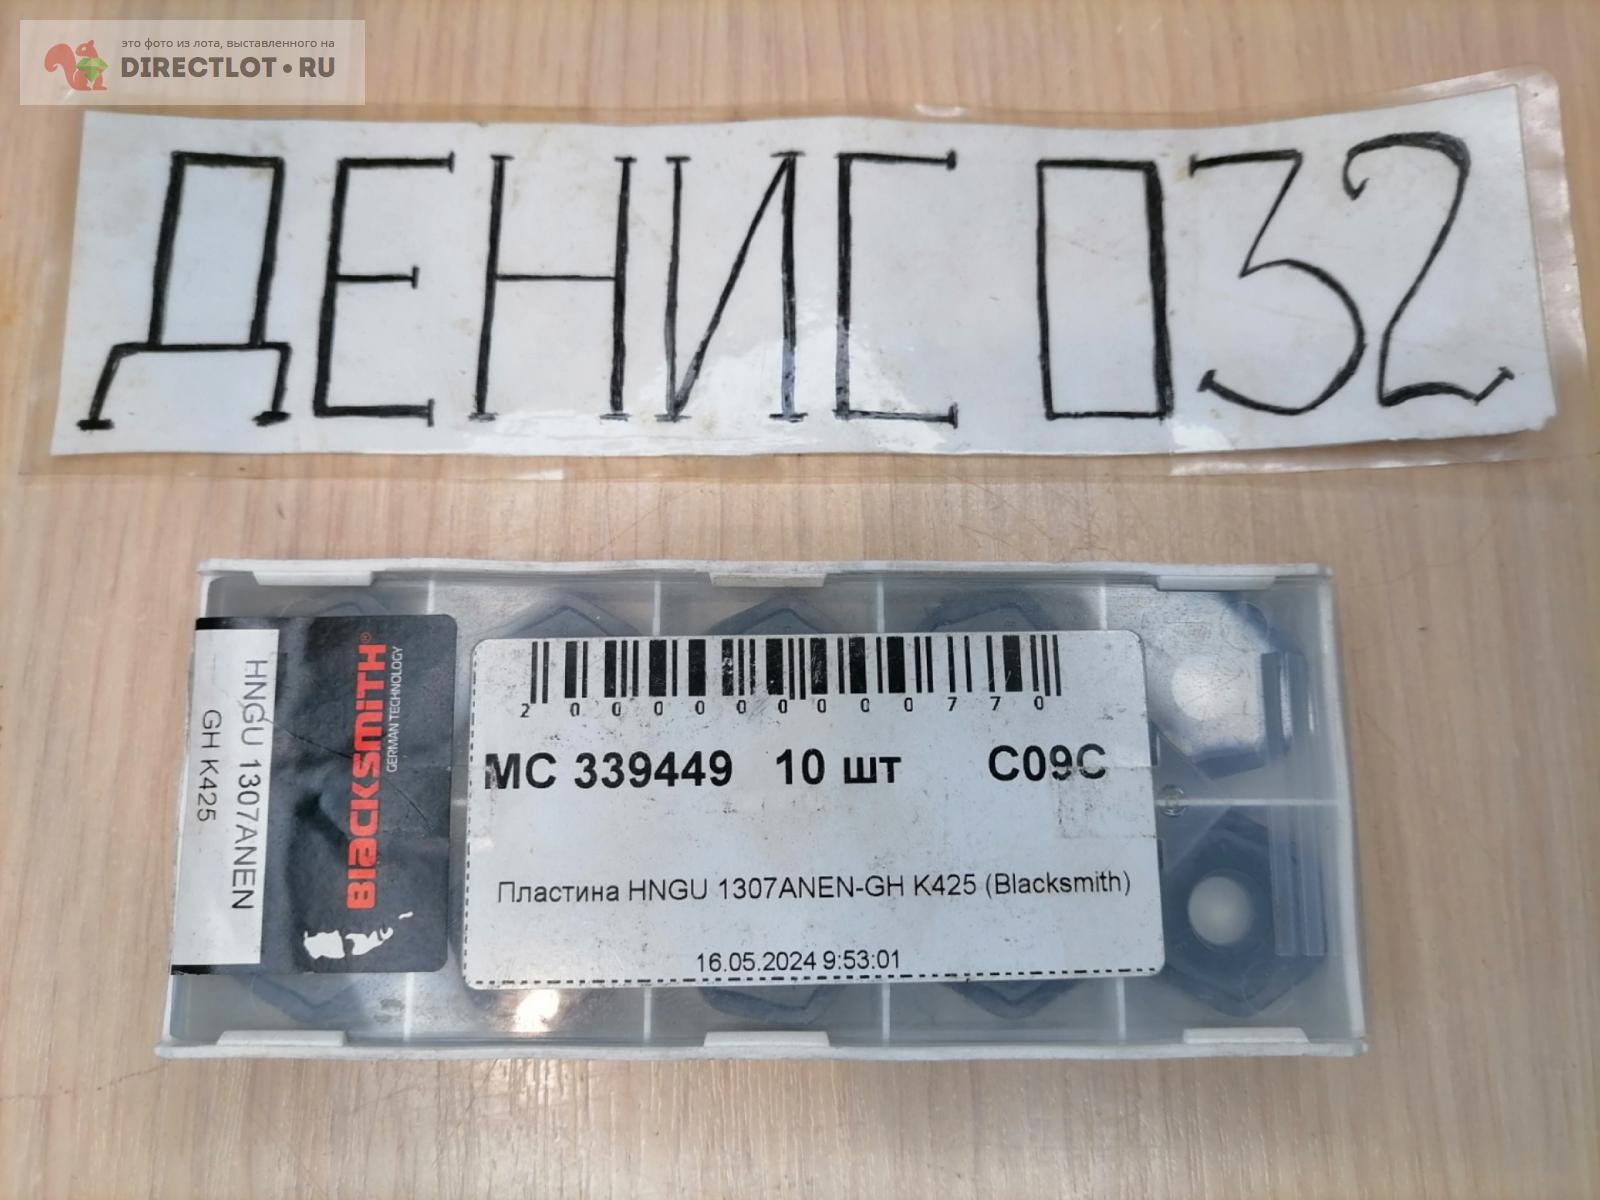 это фото из лота, выставленного на
DIRECTLOT•RU
ДЕНИС 032
HNGU 1307ANEN
GH K425
BlackSmith®
GERMAN TECHNOLOGY
2000000000770
МС 339449 10 шт C09C
Пластина HNGU 1307ANEN-GH K425 (Blacksmith)
16.05.2024 9:53:01